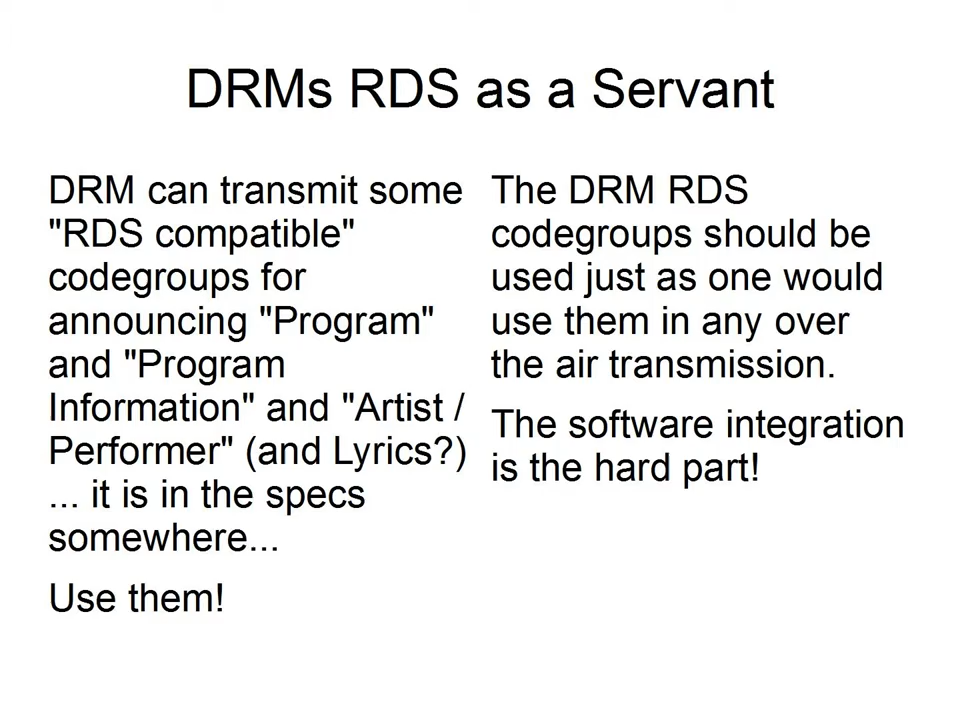 DRMs RDS as a Servant
DRM can transmit some
"RDS compatible"
codegroups for
announcing "Program"
and "Program
Information" and "Artist /
Performer" (and Lyrics?)
... it is in the specs
somewhere...
Use them!
The DRM RDS
codegroups should be
used just as one would
use them in any over
the air transmission.
The software integration
is the hard part!